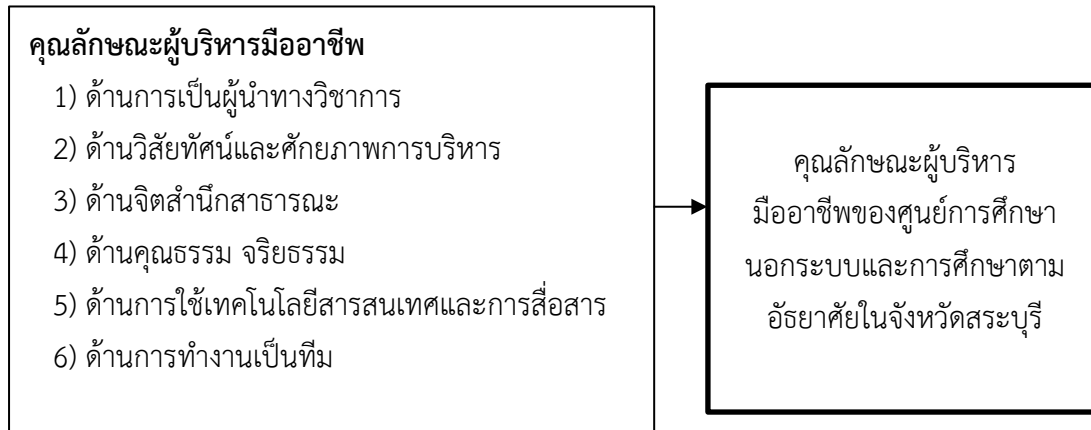 คุณลักษณะผู้บริหารมืออาชีพ
1) ด้านการเป็นผู้นำทางวิชาการ
2) ด้านวิสัยทัศน์และศักยภาพการบริหาร
3) ด้านจิตสำนึกสาธารณะ
4) ด้านคุณธรรม จริยธรรม
5) ด้านการใช้เทคโนโลยีสารสนเทศและการสื่อสาร
6) ด้านการทำงานเป็นทีม
คุณลักษณะผู้บริหาร
มืออาชีพของศูนย์การศึกษา
นอกระบบและการศึกษาตาม
อัธยาศัยในจังหวัดสระบุรี